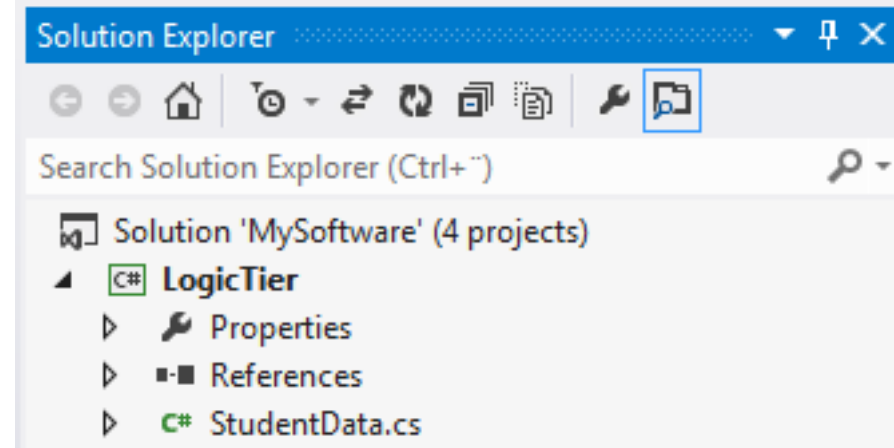 Solution Explorer
Search Solution Explorer (Ctrl+¨)
Solution 'MySoftware' (4 projects)
C# LogicTier
Properties
References
C# StudentData.cs